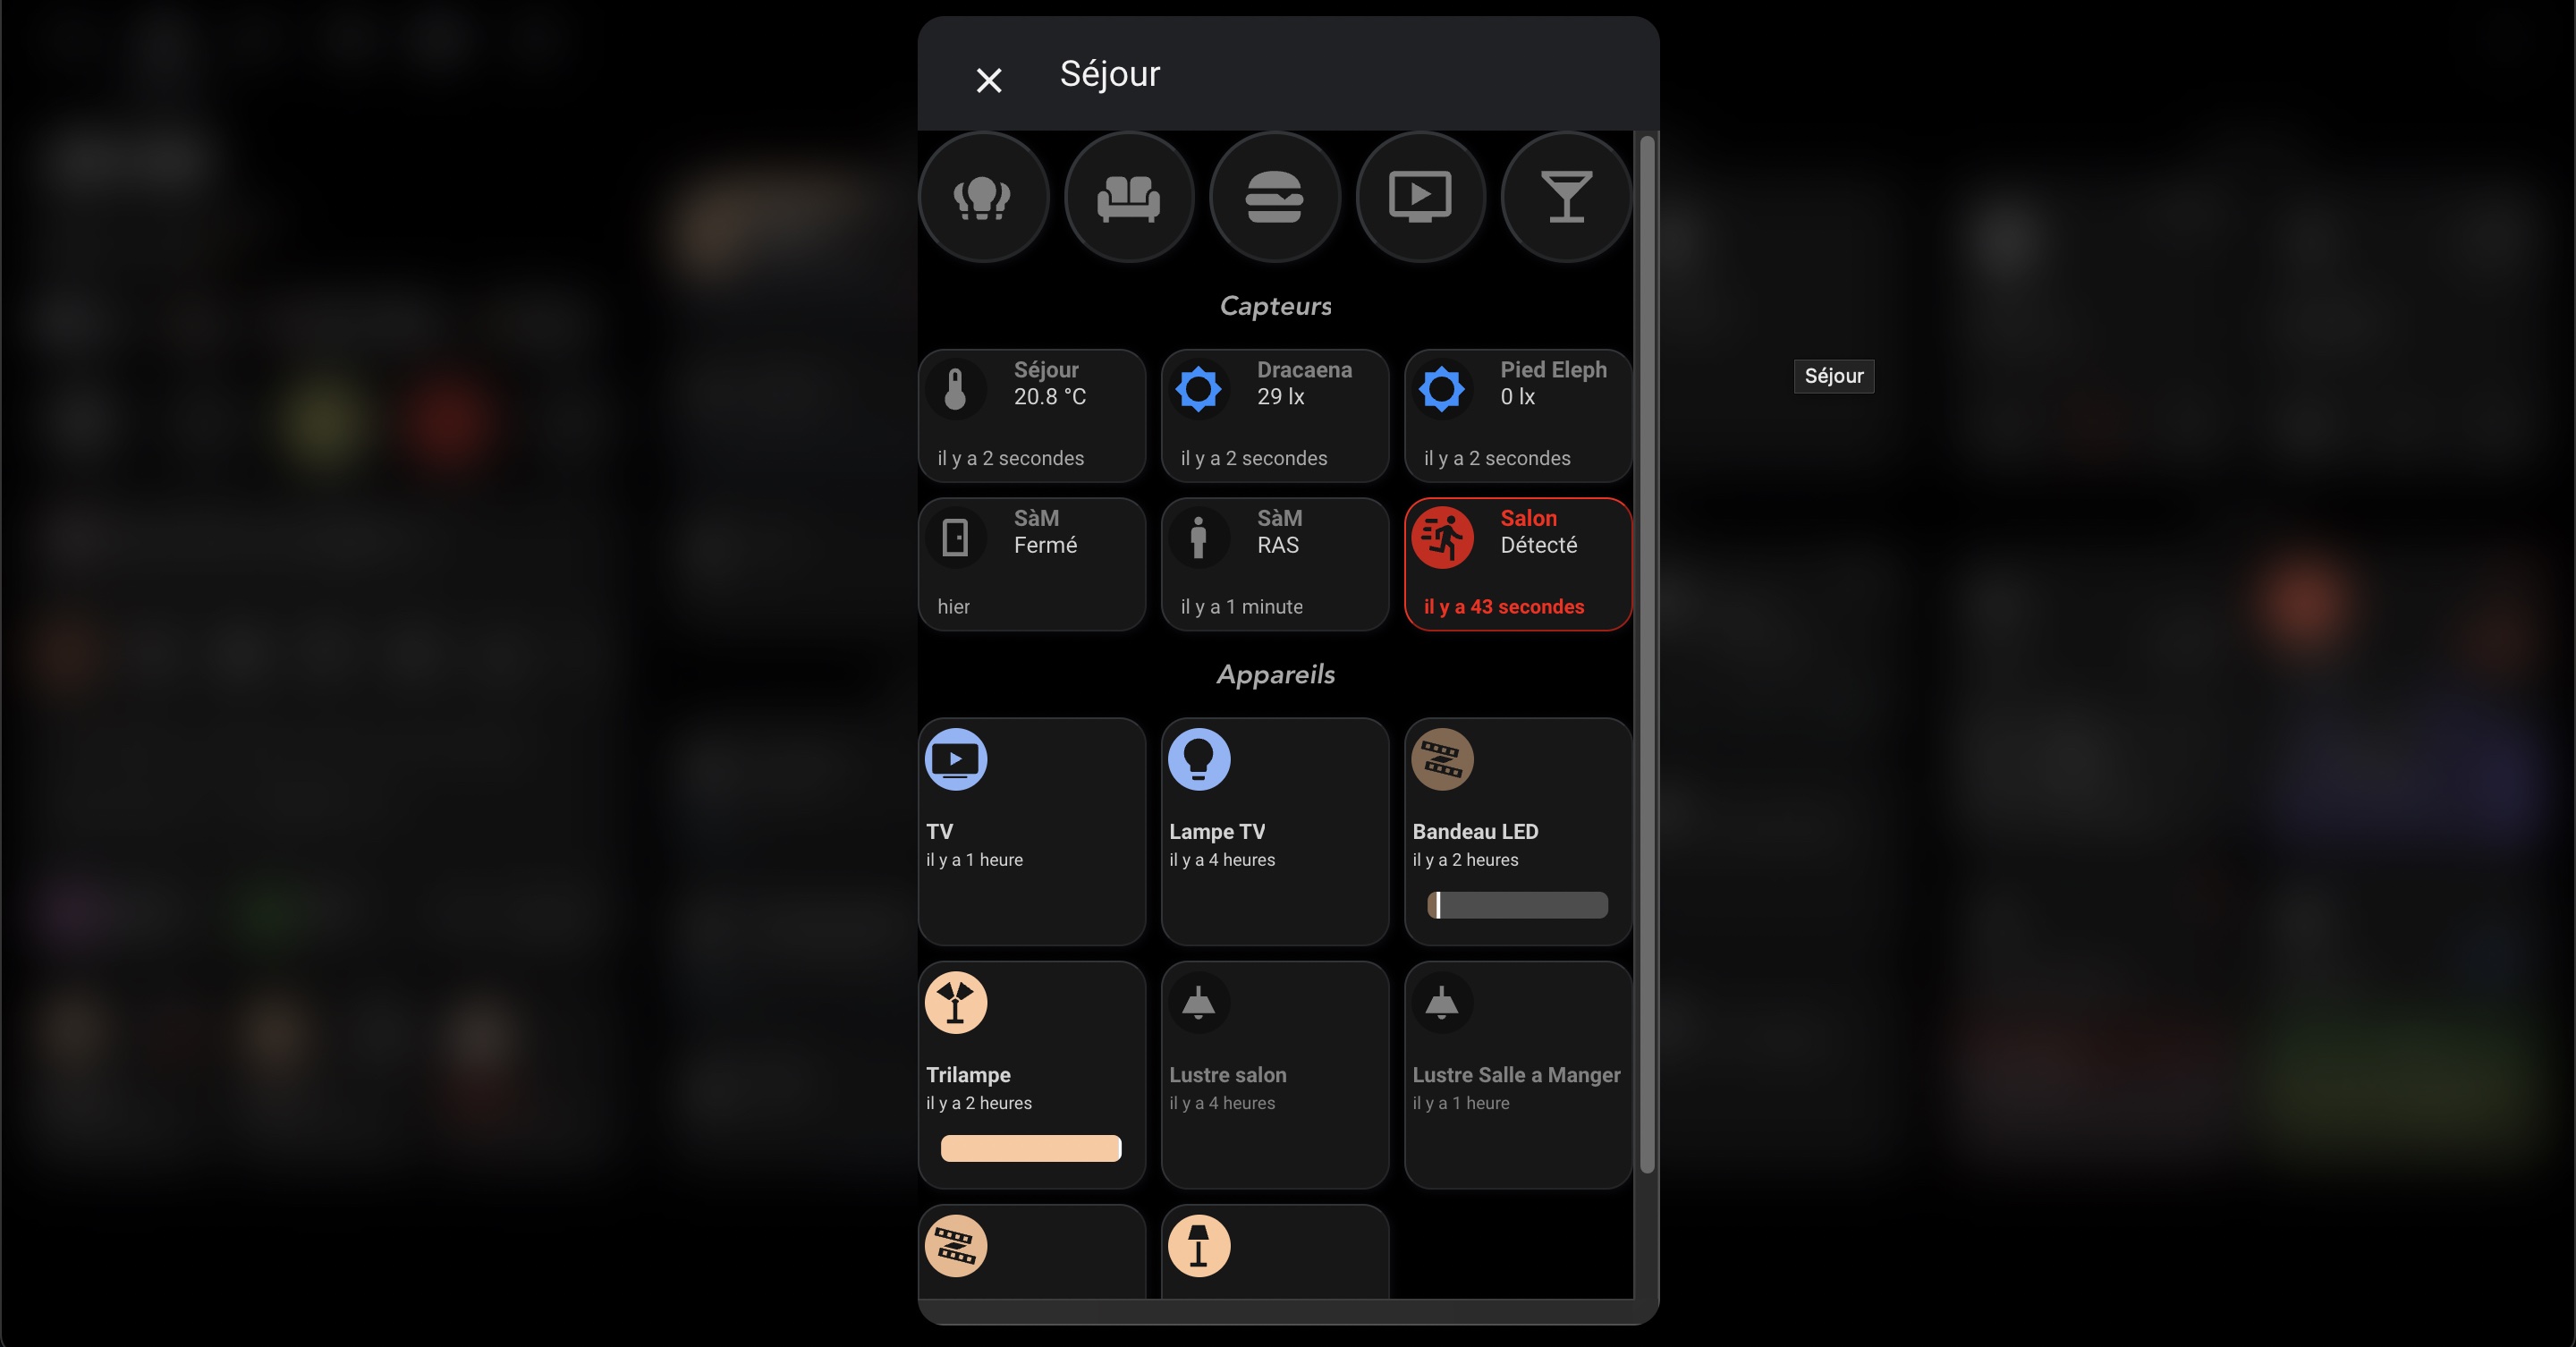 Séjour
Capteurs
Séjour
20.8 °C
il y a 2 secondes
Dracaena
29 lx
il y a 2 secondes
Pied Eleph
0 lx
il y a 2 secondes
SàM
Fermé
hier
SàM
RAS
il y a 1 minute
Salon
Détecté
il y a 43 secondes
Appareils
TV
il y a 1 heure
Lampe TV
il y a 4 heures
Bandeau LED
il y a 2 heures
Trilampe
il y a 2 heures
Lustre salon
il y a 4 heures
Lustre Salle a Manger
il y a 1 heure
Séjour